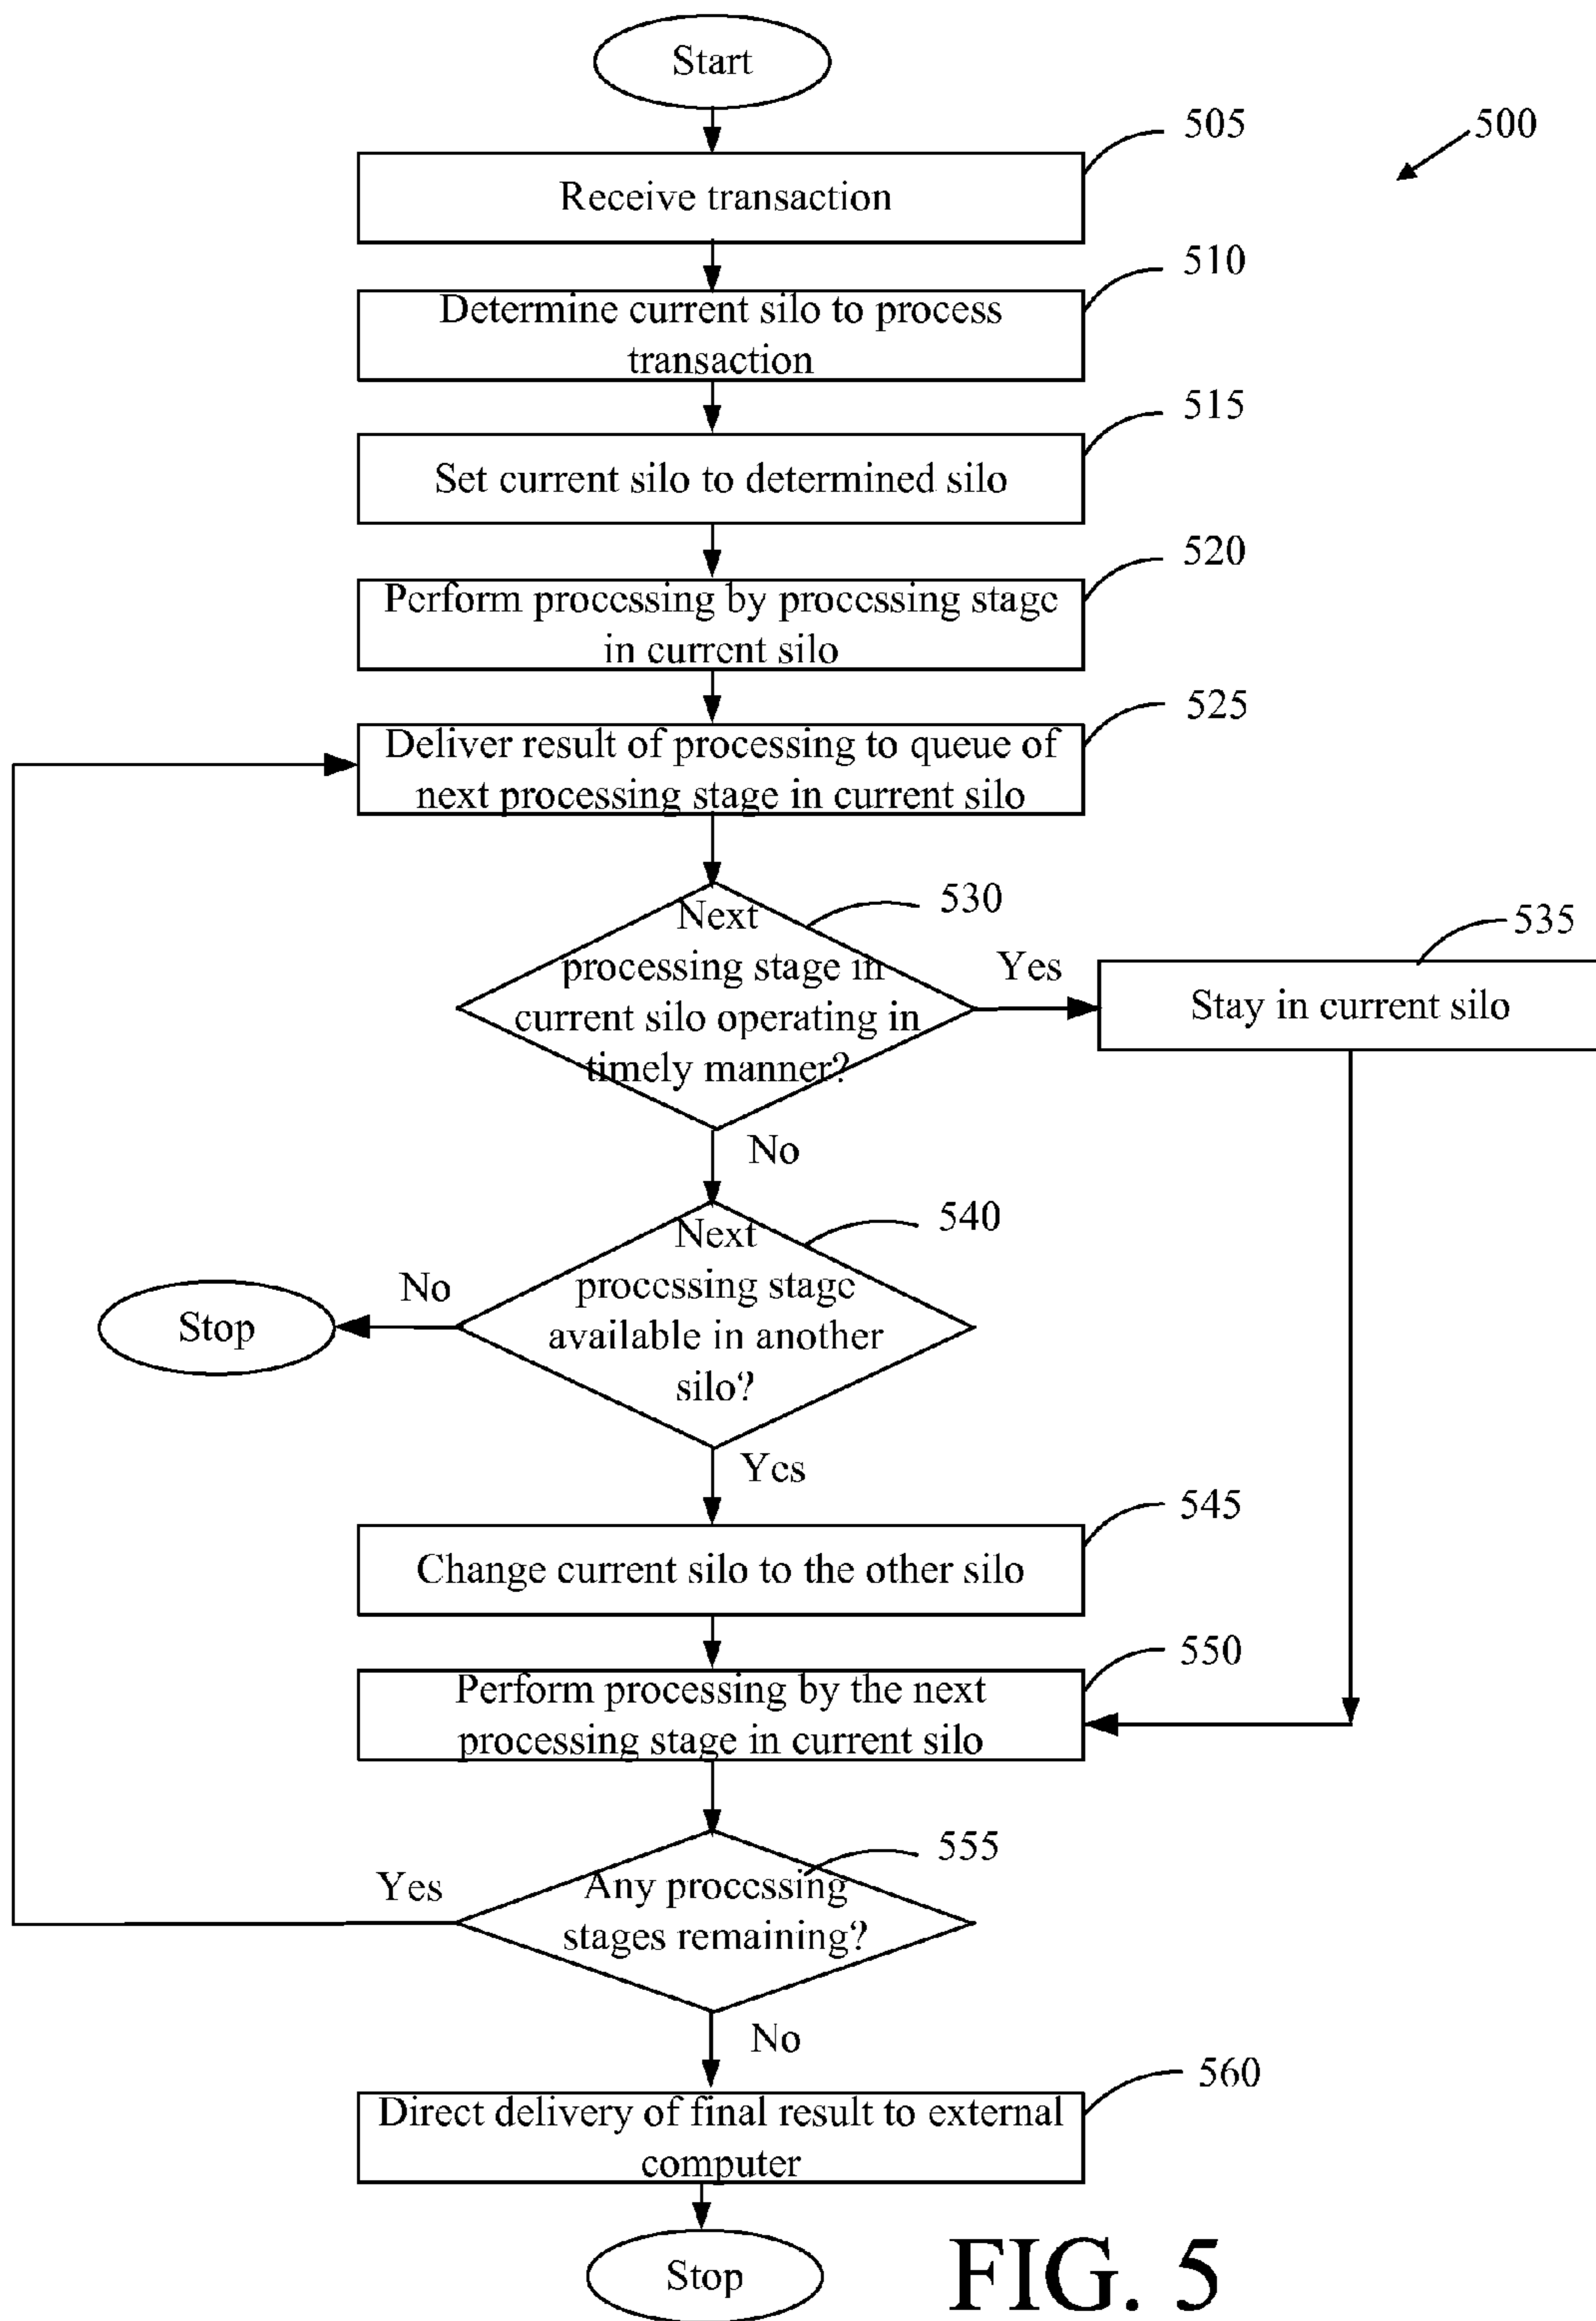 Start
505
500
Receive transaction
510
Determine current silo to process
transaction
515
Set current silo to determined silo
520
Perform processing by processing stage
in current silo
525
Deliver result of processing to queue of
next processing stage in current silo
530
Next
processing stage in
current silo operating in
timely manner?
Yes
535
Stay in current silo
No
540
Next
processing stage
available in another
silo?
No
Stop
Yes
545
Change current silo to the other silo
550
Perform processing by the next
processing stage in current silo
555
Any processing
stages remaining?
Yes
No
560
Direct delivery of final result to external
computer
Stop
FIG. 5